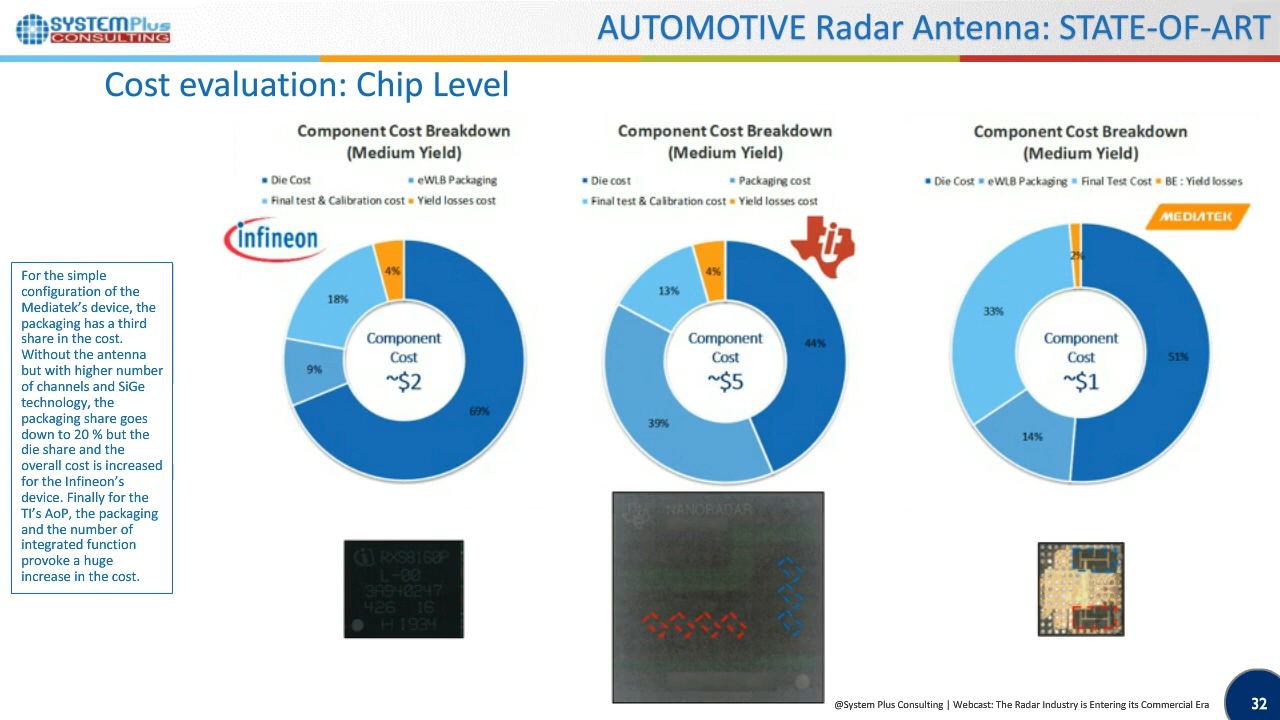 SYSTEMPlus
CONSULTING
AUTOMOTIVE Radar Antenna: STATE-OF-ART
Cost evaluation: Chip Level
Component Cost Breakdown
(Medium Yield)
Die Cost
eWLB Packaging
Final test & Calibration cost
Yield losses cost
infineon
4%
18%
9%
69%
Component
Cost
~$2
Component Cost Breakdown
(Medium Yield)
Die cost
Packaging cost
Final test & Calibration cost
Yield losses cost
4%
13%
44%
39%
Component
Cost
~$5
Component Cost Breakdown
(Medium Yield)
Die Cost
eWLB Packaging
Final Test Cost
BE : Yield losses
MEDIATEK
2%
33%
51%
14%
Component
Cost
~$1
For the simple
configuration of the
Mediatek's device, the
packaging has a third
share in the cost.
Without the antenna
but with higher number
of channels and SiGe
technology, the
packaging share goes
down to 20 % but the
die share and the
overall cost is increased
for the Infineon's
device. Finally for the
TI's AoP, the packaging
and the number of
integrated function
provoke a huge
increase in the cost.
RXS8160P
L-00
3A940247
426 16
H 1934
NANORADAR
@System Plus Consulting | Webcast: The Radar Industry is Entering its Commercial Era
32